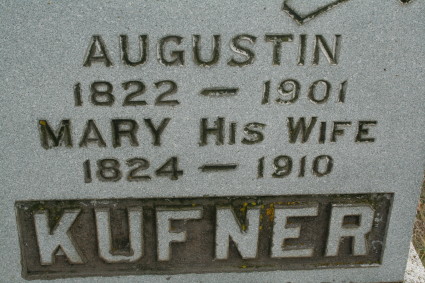 AUGUSTIN
1822 — 1901
MARY HIS WIFE
1824 — 1910
KUFNER